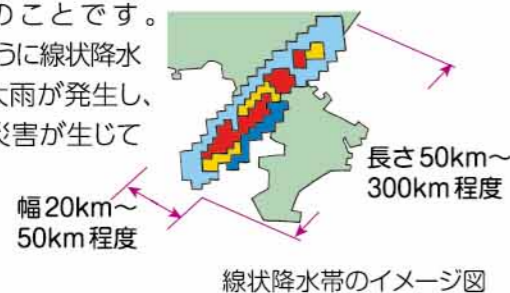 のことです。
うに線状降水
大雨が発生し、
災害が生じて
長さ50km～
300km程度
幅20km～
50km程度
線状降水帯のイメージ図